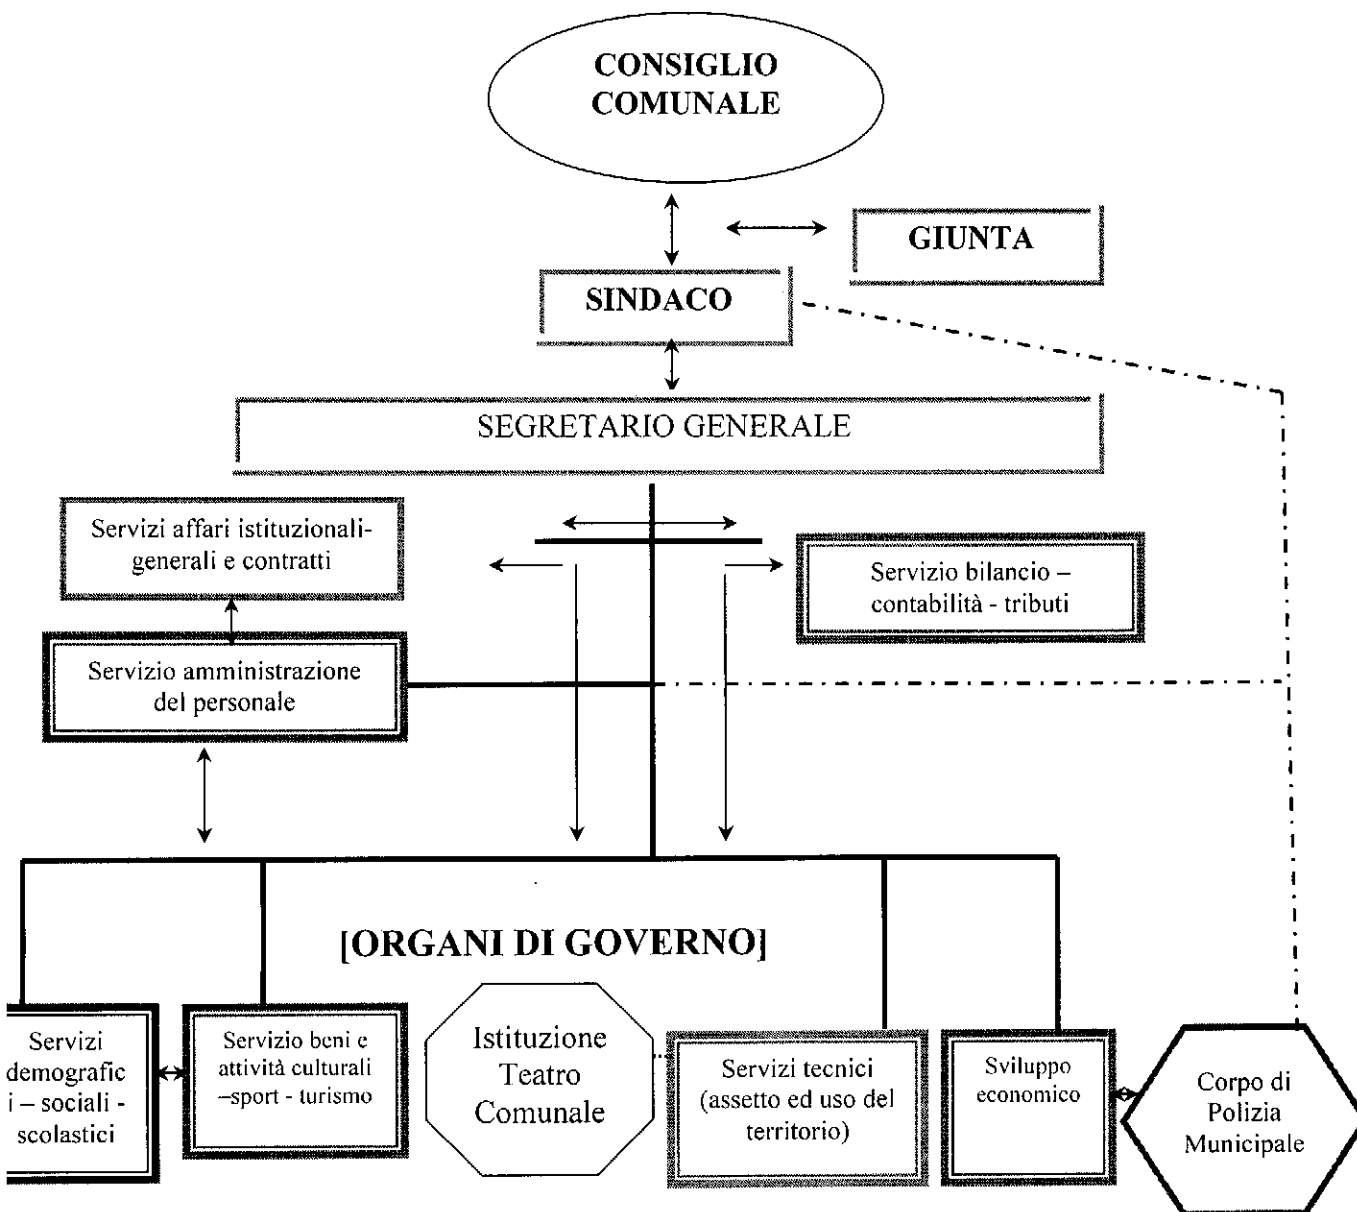 CONSIGLIO
COMUNALE
GIUNTA
SINDACO
SEGRETARIO GENERALE
Servizi affari istituzionali-
generali e contratti
Servizio bilancio –
contabilità - tributi
Servizio amministrazione
del personale
[ORGANI DI GOVERNO]
Servizi
demografic
i – sociali -
scolastici
Servizio beni e
attività culturali
–sport - turismo
Istituzione
Teatro
Comunale
Servizi tecnici
(assetto ed uso del
territorio)
Sviluppo
economico
Corpo di
Polizia
Municipale